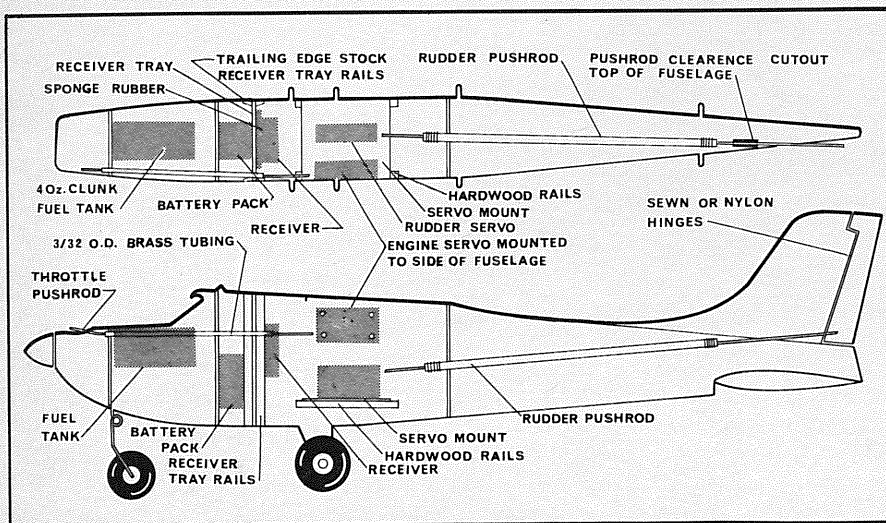 RECEIVER TRAY
TRAILING EDGE STOCK
RECEIVER TRAY RAILS
SPONGE RUBBER
RUDDER PUSHROD
PUSHROD CLEARENCE CUTOUT
TOP OF FUSELAGE
4 Oz. CLUNK
FUEL TANK
BATTERY PACK
RECEIVER
HARDWOOD RAILS
SERVO MOUNT
RUDDER SERVO
ENGINE SERVO MOUNTED
TO SIDE OF FUSELAGE
SEWN OR NYLON
HINGES
3/32 O.D. BRASS TUBING
THROTTLE
PUSHROD
FUEL
TANK
BATTERY
PACK
RECEIVER
TRAY RAILS
RUDDER PUSHROD
SERVO MOUNT
HARDWOOD RAILS
RECEIVER